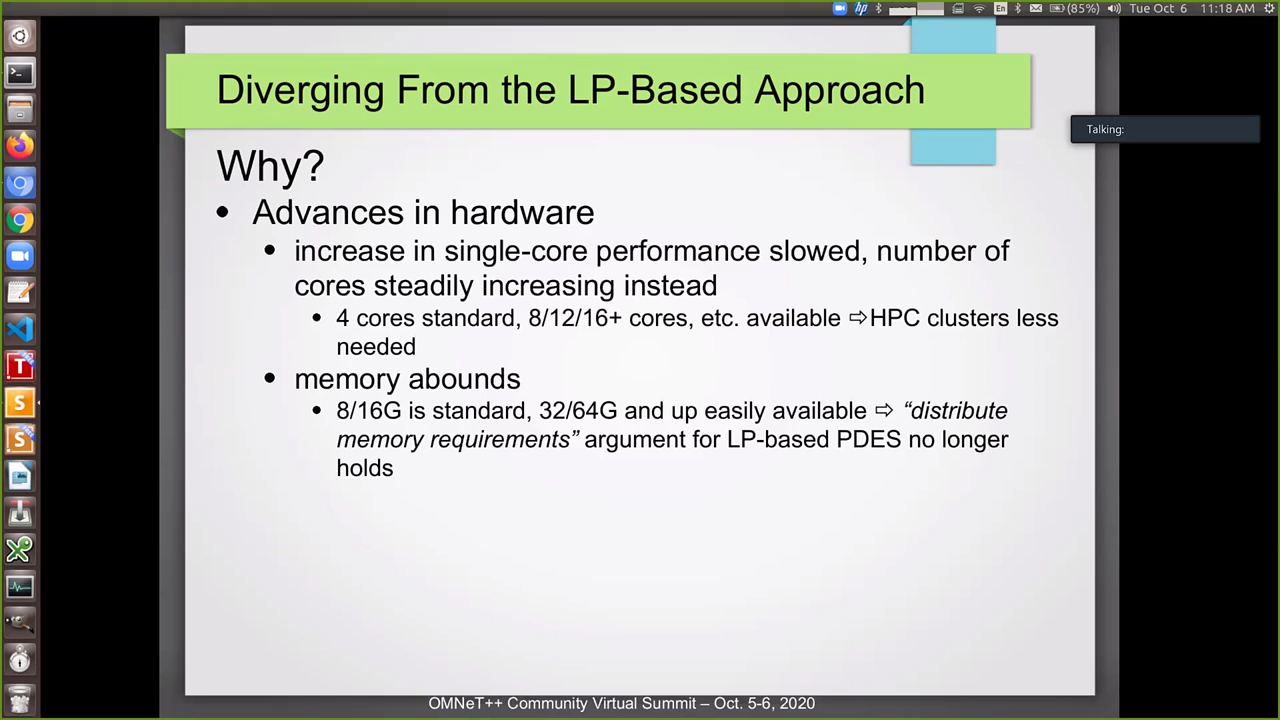 hp En (85%) Tue Oct 6 11:18 AM
Diverging From the LP-Based Approach
Talking:
Why?
• Advances in hardware
• increase in single-core performance slowed, number of
cores steadily increasing instead
• 4 cores standard, 8/12/16+ cores, etc. available ⇨HPC clusters less
needed
• memory abounds
• 8/16G is standard, 32/64G and up easily available ⇨ “distribute
memory requirements” argument for LP-based PDES no longer
holds
OMNeT++ Community Virtual Summit – Oct. 5-6, 2020